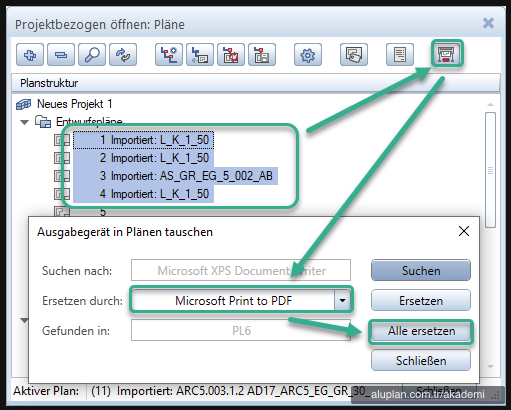 Projektbezogen öffnen: Pläne
Planstruktur
Neues Projekt 1
Entwurfspläne
1 Importiert: L_K_1_50
2 Importiert: L_K_1_50
3 Importiert: AS_GR_EG_5_002_AB
4 Importiert: L_K_1_50
5
Ausgabegerät in Plänen tauschen
Suchen nach: Microsoft XPS Document Writer Suchen
Ersetzen durch: Microsoft Print to PDF Ersetzen
Gefunden in: PL6 Alle ersetzen
Schließen
Aktiver Plan: (11) Importiert: ARC5.003.1.2 AD17_ARC5_EG_GR_30_ Schließen
aluplan.com.tr/akademi